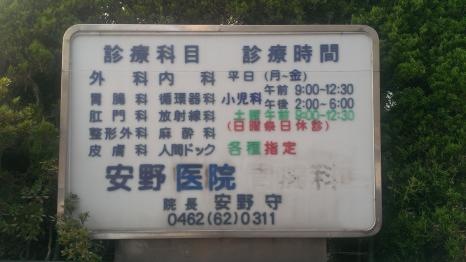 診療科目 診療時間
外科 内科 平日(月~金)
胃腸科 循環器科 小児科 午前 9:00-12:30
午後 2:00-6:00
肛門科 放射線科 土曜 午前 9:00-12:30
整形外科 麻酔科 (日曜祭日休診)
皮膚科 人間ドック 各種指定
安野医院 胃腸科
院長 安野 守
0462(62)0311